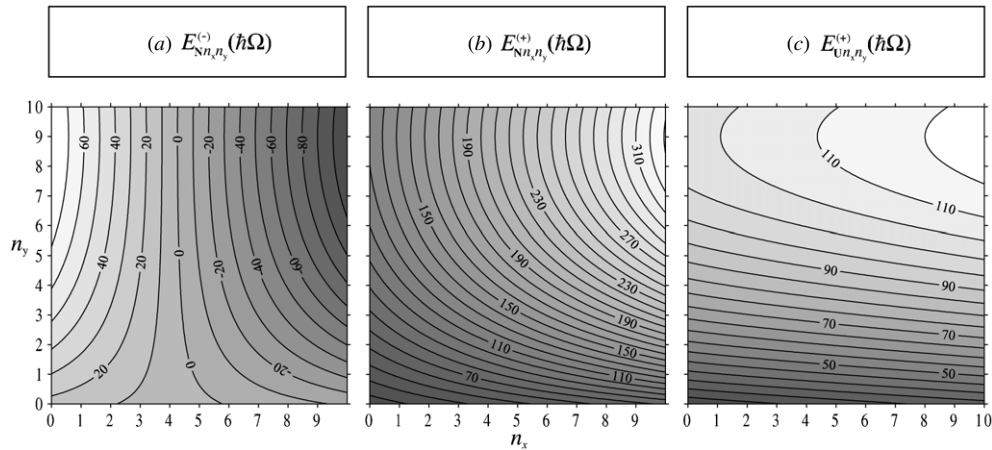 (a) E^{(-)}_{Nn_xn_y}(ℏΩ)
(b) E^{(+)}_{Nn_xn_y}(ℏΩ)
(c) E^{(+)}_{Un_xn_y}(ℏΩ)
10
9
8
7
6
5
4
3
2
1
0
n_y
60 40 20 0 -20 -40 -60 -80
40 20 0 -20 -40 -60
20 0 -20
190 310
150 230 270
190 230
150 190
110 150
70 110
110
110
90 90
70 70
50 50
0 1 2 3 4 5 6 7 8 9
0 1 2 3 4 5 6 7 8 9
0 1 2 3 4 5 6 7 8 9 10
n_x